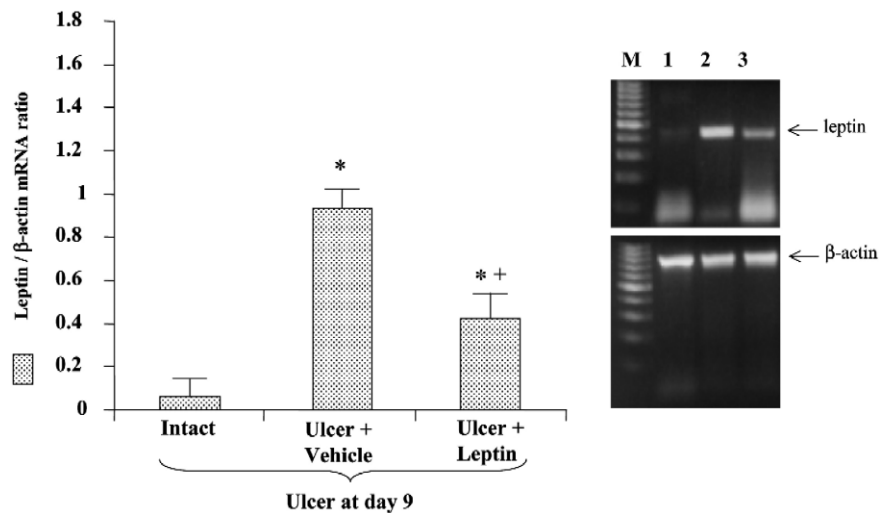 Leptin / β-actin mRNA ratio
1.8
1.6
1.4
1.2
1
0.8
0.6
0.4
0.2
0
*
* +
Intact
Ulcer +
Vehicle
Ulcer +
Leptin
Ulcer at day 9
M 1 2 3
leptin
β-actin